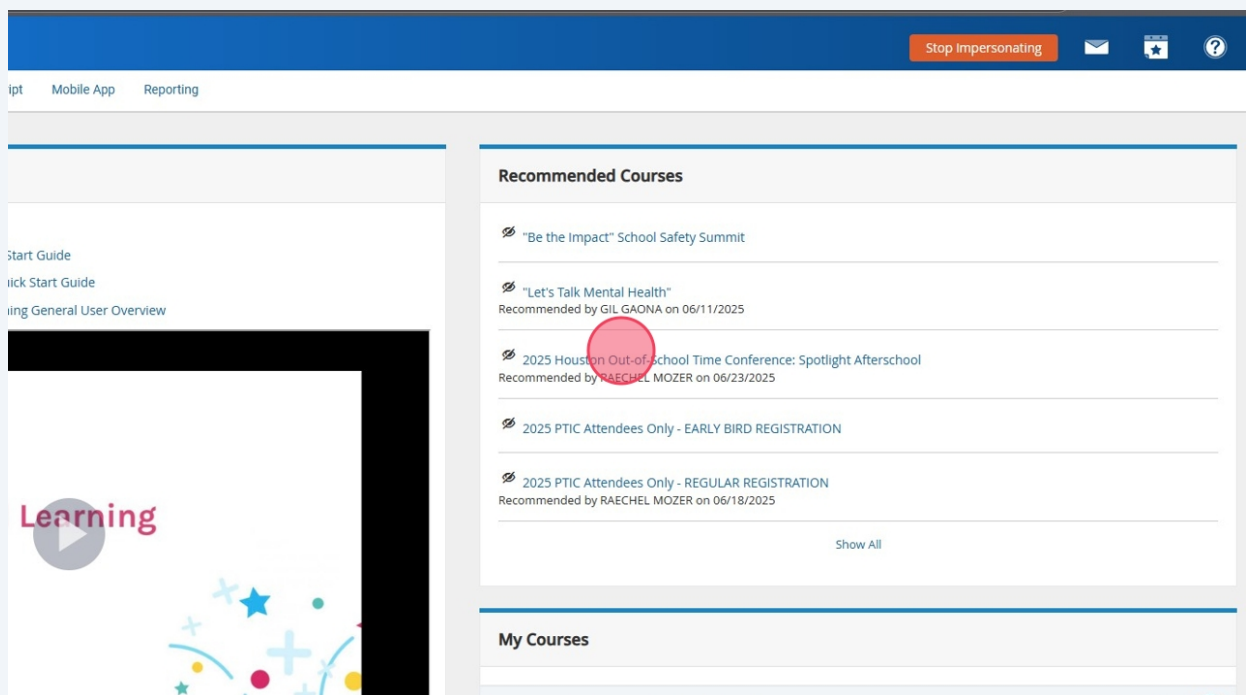 Stop Impersonating
ipt Mobile App Reporting
Start Guide
uick Start Guide
ing General User Overview
Learning
Recommended Courses
"Be the Impact" School Safety Summit
"Let's Talk Mental Health"
Recommended by GIL GAONA on 06/11/2025
2025 Houston Out-of-School Time Conference: Spotlight Afterschool
Recommended by RAECHEL MOZER on 06/23/2025
2025 PTIC Attendees Only - EARLY BIRD REGISTRATION
2025 PTIC Attendees Only - REGULAR REGISTRATION
Recommended by RAECHEL MOZER on 06/18/2025
Show All
My Courses